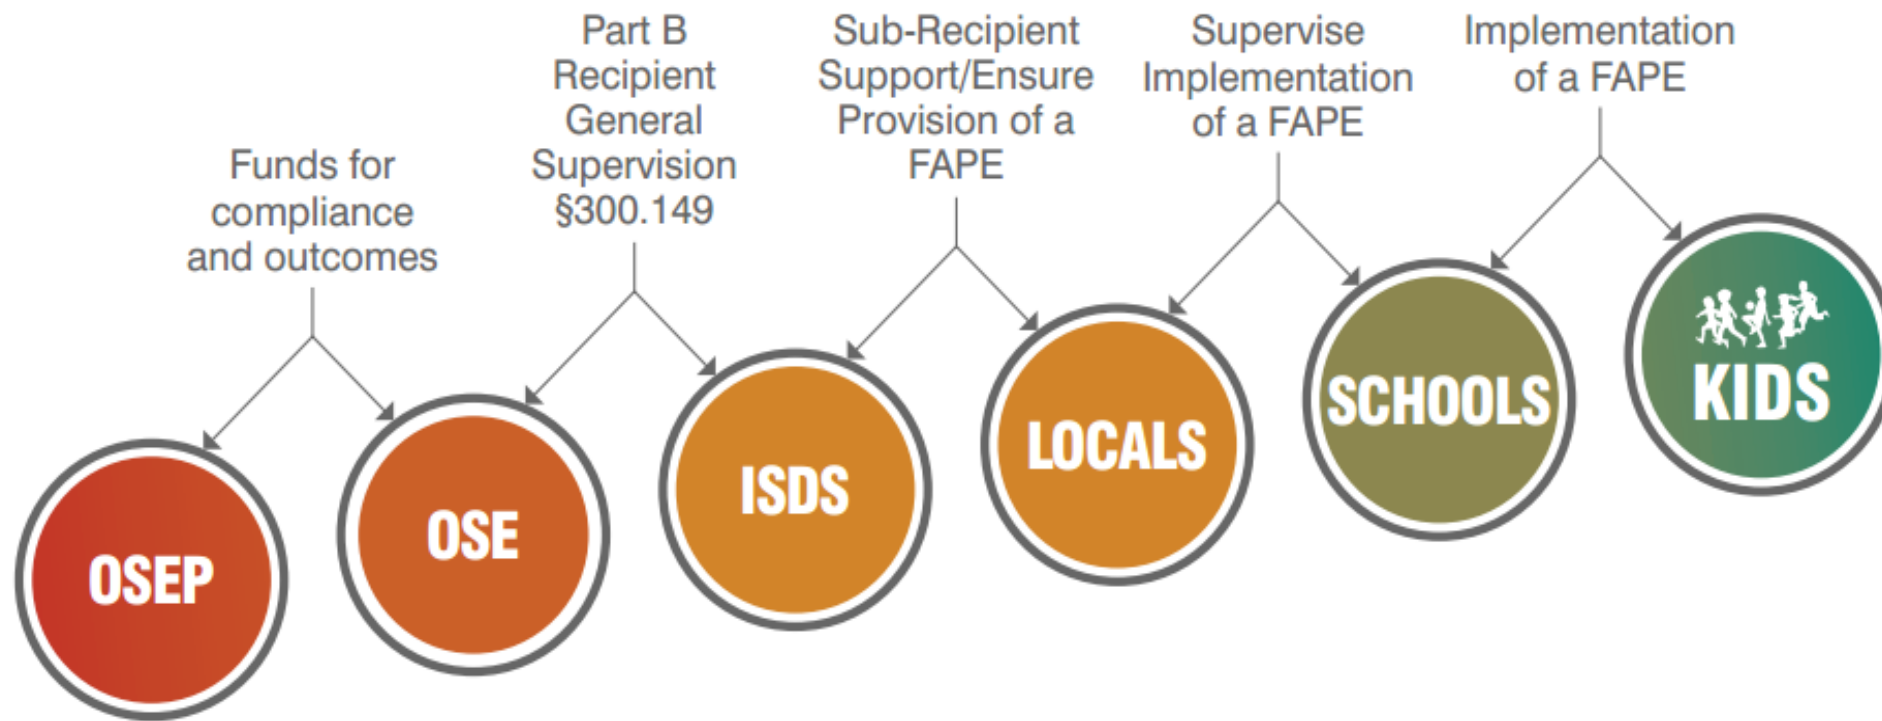 Funds for
compliance
and outcomes
Part B
Recipient
General
Supervision
§300.149
Sub-Recipient
Support/Ensure
Provision of a
FAPE
Supervise
Implementation
of a FAPE
Implementation
of a FAPE
OSEP
OSE
ISDS
LOCALS
SCHOOLS
KIDS